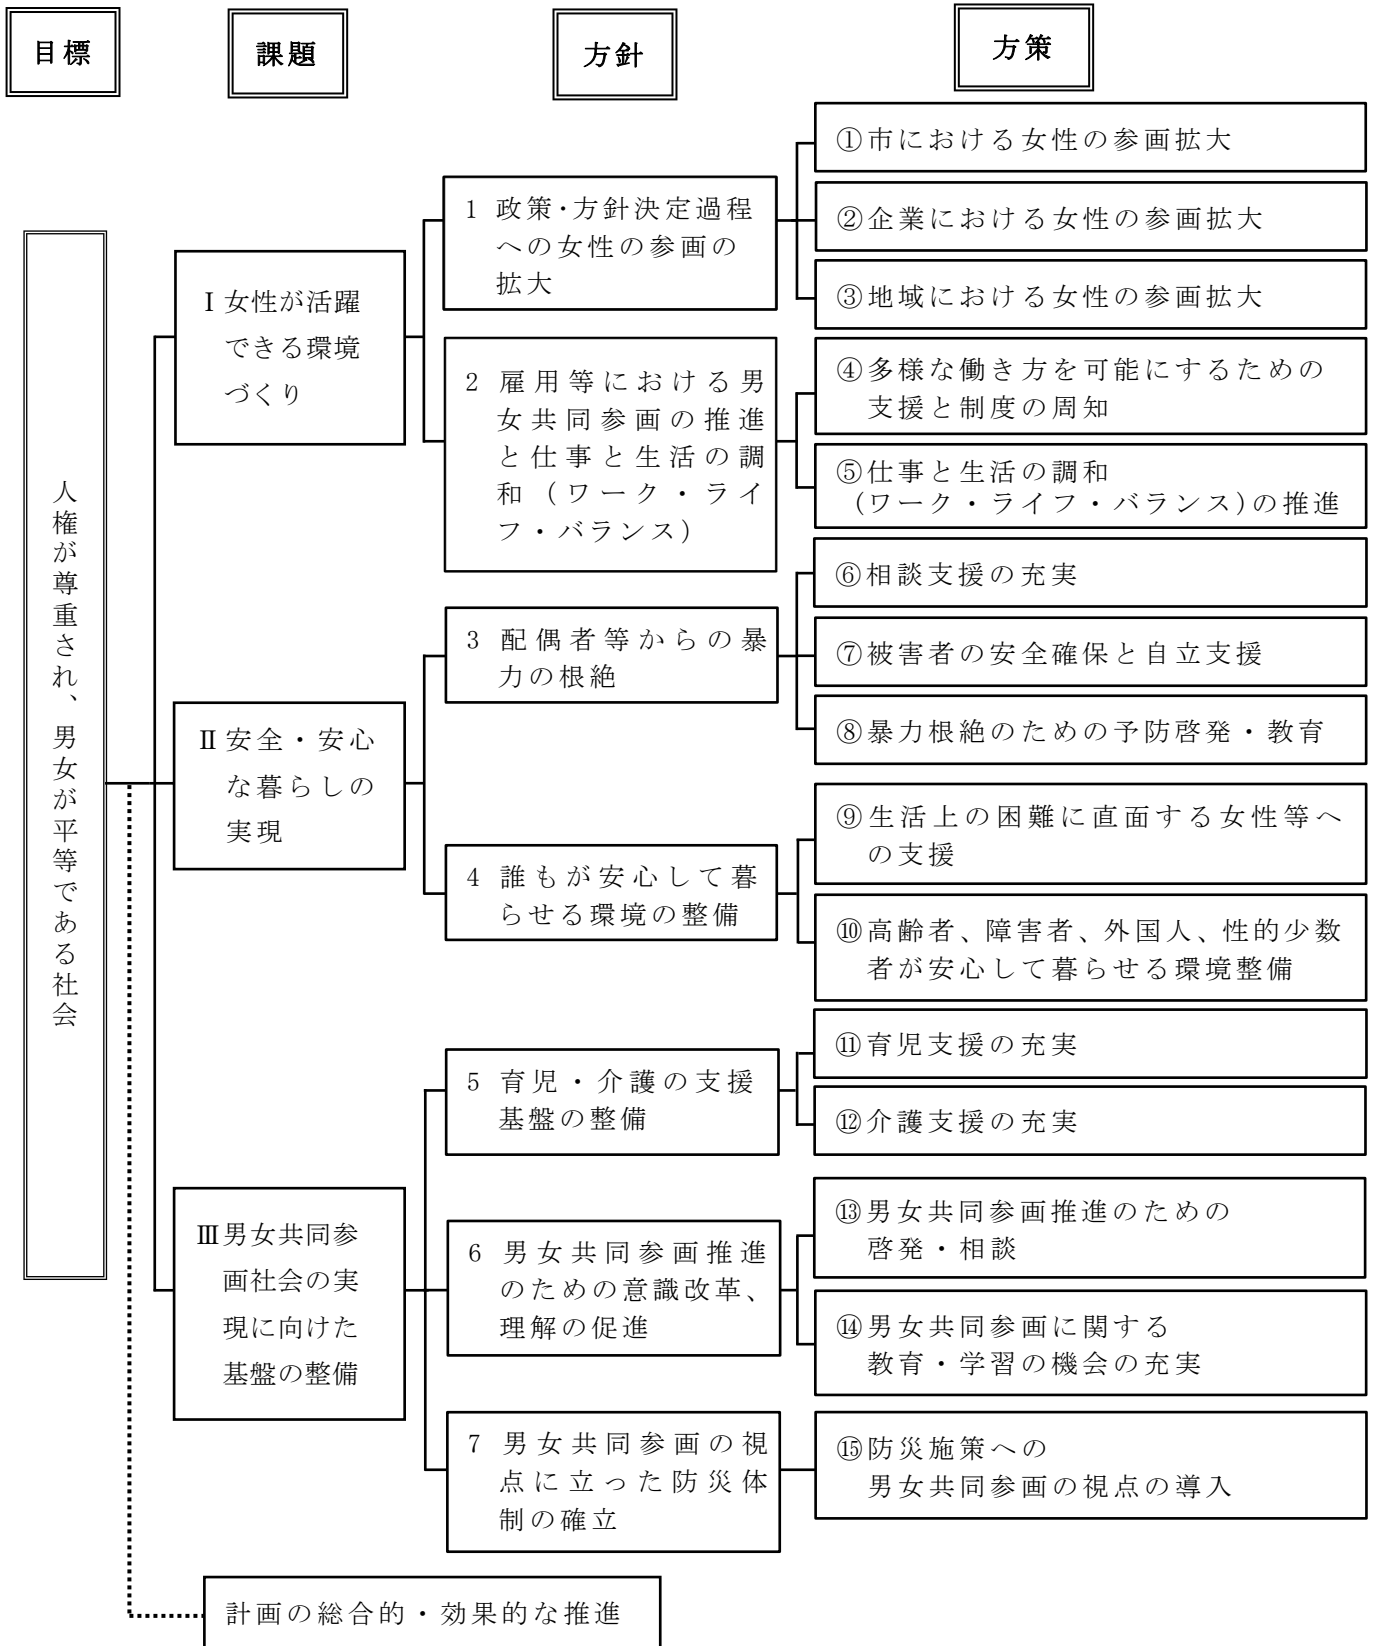 目標
課題
方針
方策
人権が尊重され、男女が平等である社会
Ⅰ女性が活躍
できる環境
づくり
1 政策・方針決定過程
への女性の参画の
拡大
①市における女性の参画拡大
②企業における女性の参画拡大
③地域における女性の参画拡大
2 雇用等における男
女共同参画の推進
と仕事と生活の調
和（ワーク・ライ
フ・バランス）
④多様な働き方を可能にするための
支援と制度の周知
⑤仕事と生活の調和
(ワーク・ライフ・バランス)の推進
Ⅱ安全・安心
な暮らしの
実現
3 配偶者等からの暴
力の根絶
⑥相談支援の充実
⑦被害者の安全確保と自立支援
⑧暴力根絶のための予防啓発・教育
4 誰もが安心して暮
らせる環境の整備
⑨生活上の困難に直面する女性等へ
の支援
⑩高齢者、障害者、外国人、性的少数
者が安心して暮らせる環境整備
Ⅲ男女共同参
画社会の実
現に向けた
基盤の整備
5 育児・介護の支援
基盤の整備
⑪育児支援の充実
⑫介護支援の充実
6 男女共同参画推進
のための意識改革、
理解の促進
⑬男女共同参画推進のための
啓発・相談
⑭男女共同参画に関する
教育・学習の機会の充実
7 男女共同参画の視
点に立った防災体
制の確立
⑮防災施策への
男女共同参画の視点の導入
計画の総合的・効果的な推進